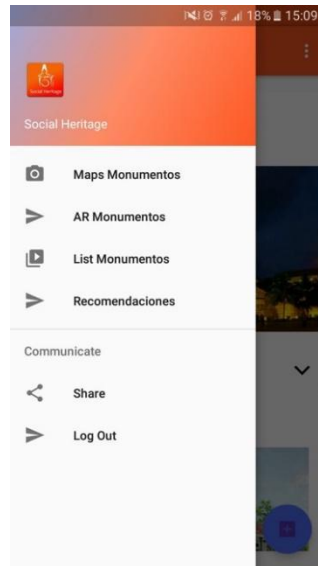 18% 15:09
Social Heritage
Social Heritage
Maps Monumentos
AR Monumentos
List Monumentos
Recomendaciones
Communicate
Share
Log Out